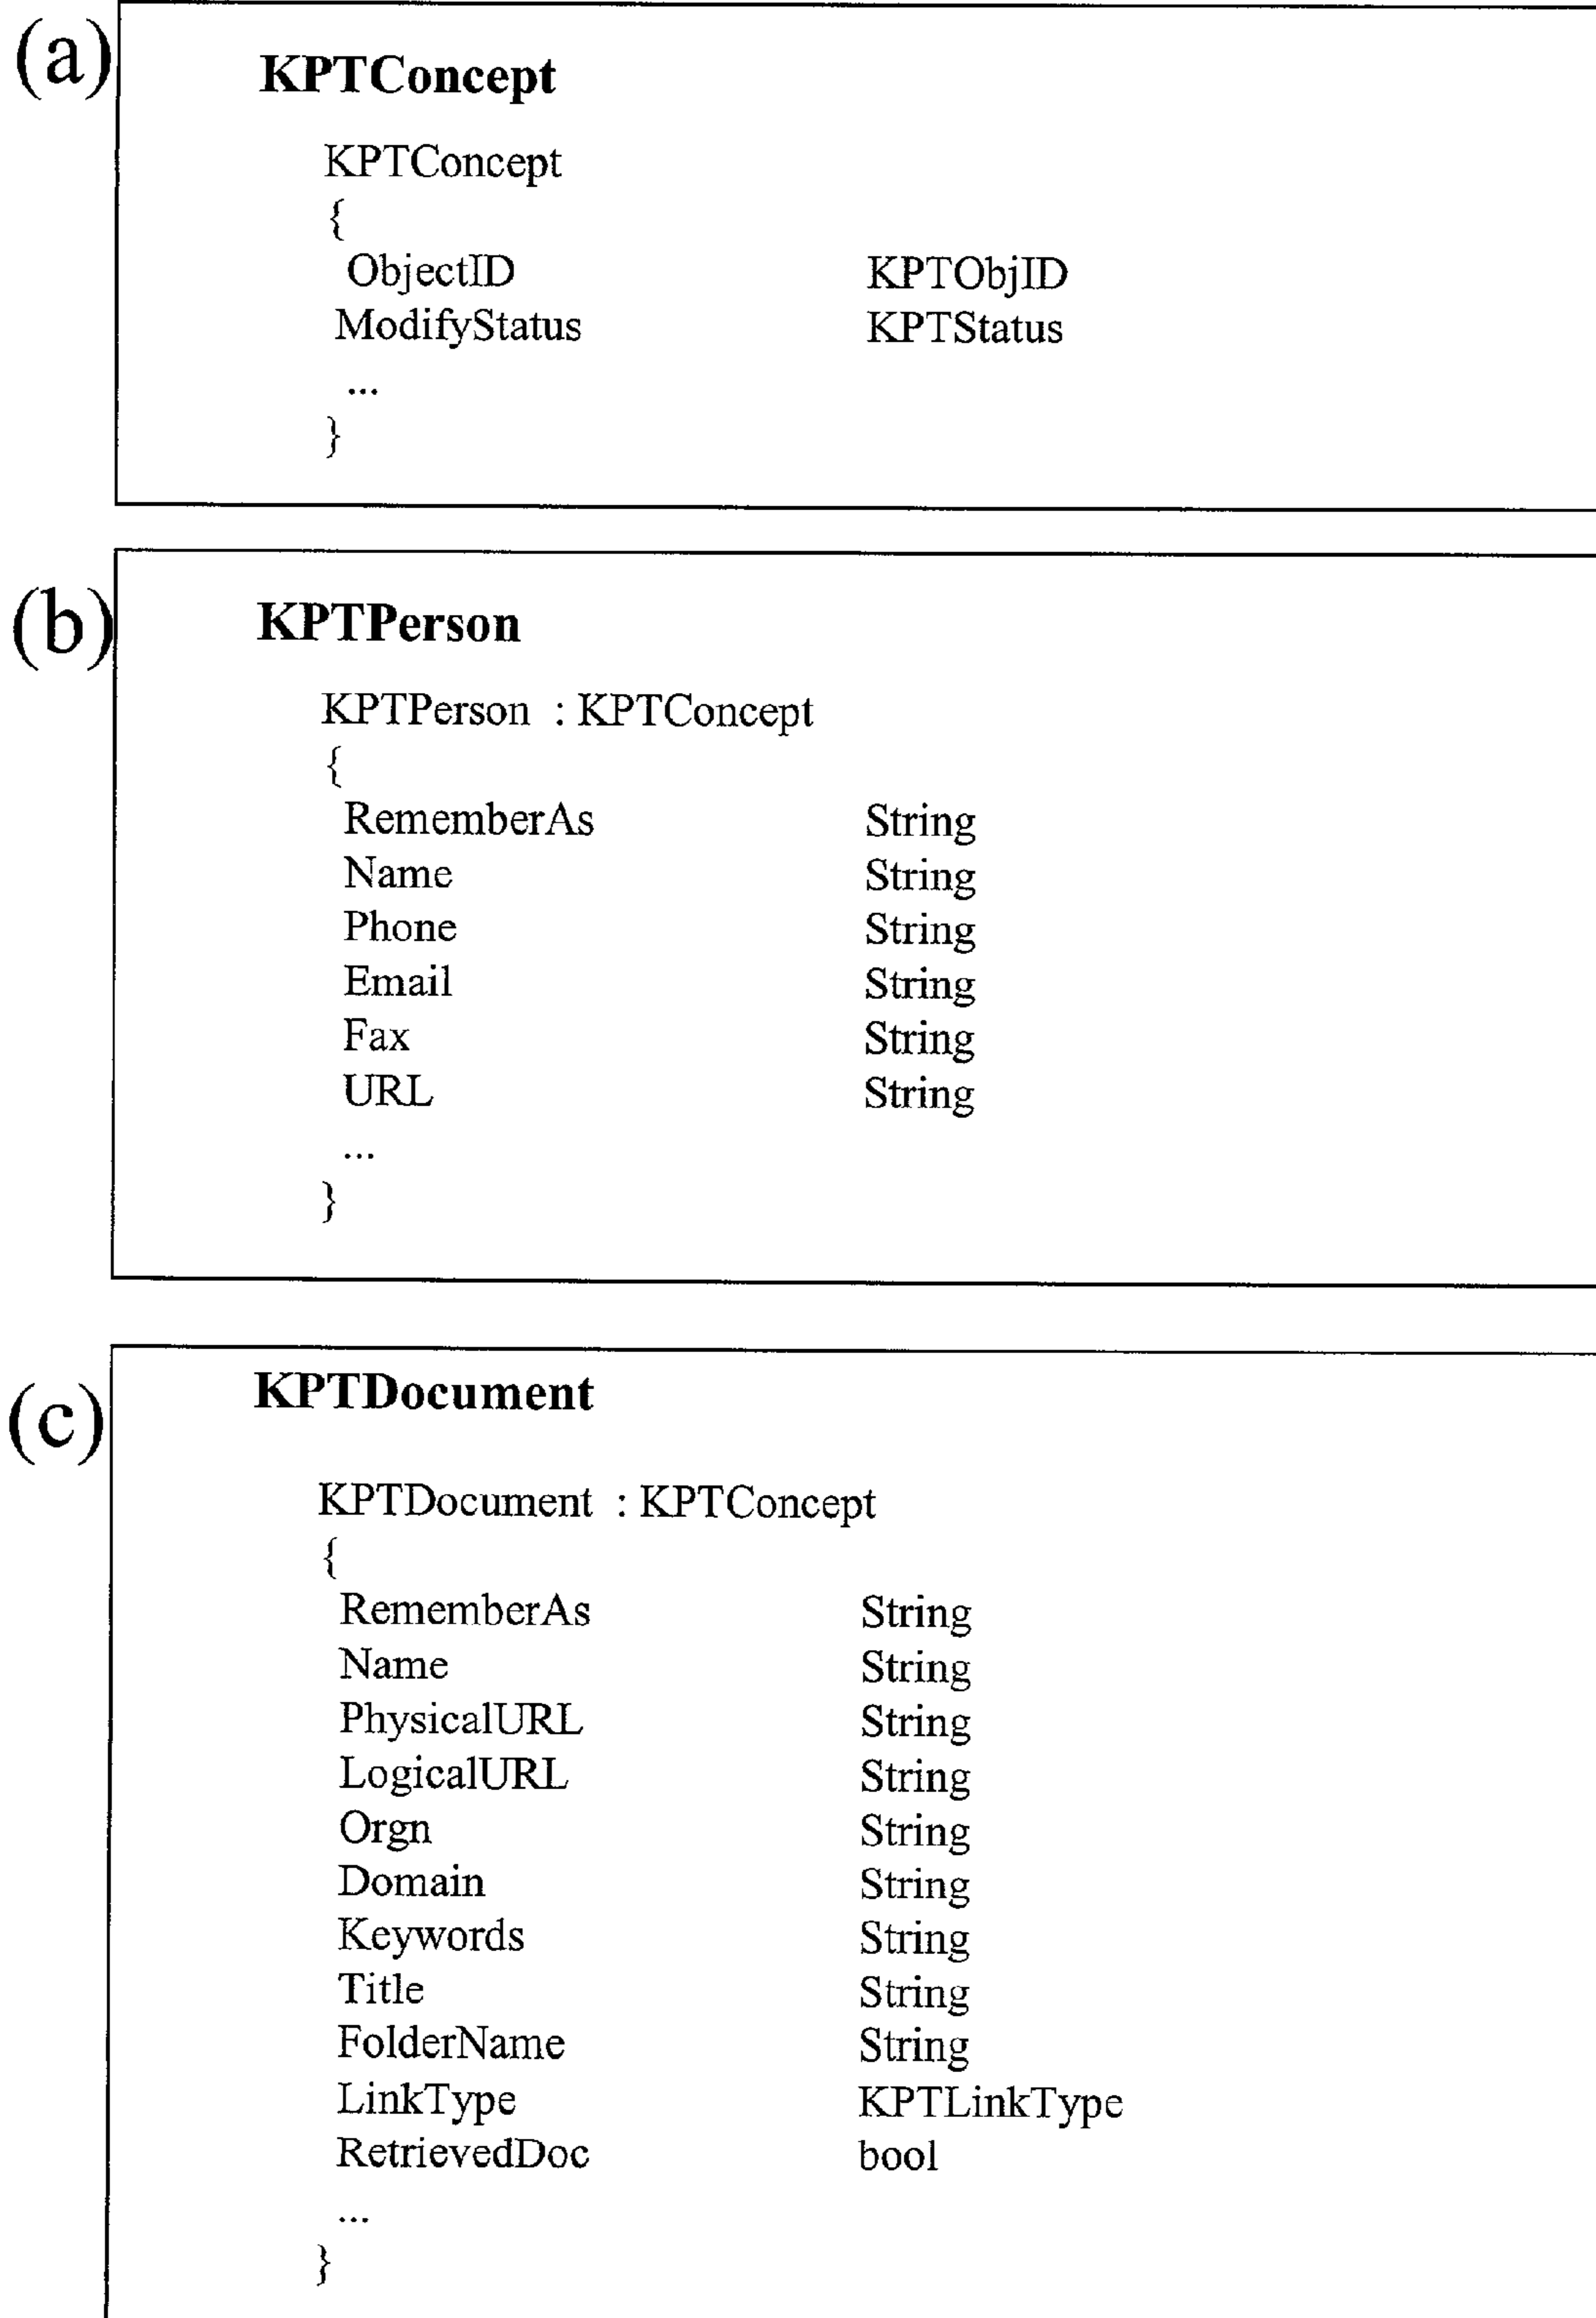 (a)
KPTConcept
KPTConcept
{
ObjectID KPTObjID
ModifyStatus KPTStatus
...
}
(b)
KPTPerson
KPTPerson : KPTConcept
{
RememberAs String
Name String
Phone String
Email String
Fax String
URL String
...
}
(c)
KPTDocument
KPTDocument : KPTConcept
{
RememberAs String
Name String
PhysicalURL String
LogicalURL String
Orgn String
Domain String
Keywords String
Title String
FolderName String
LinkType KPTLinkType
RetrievedDoc bool
...
}